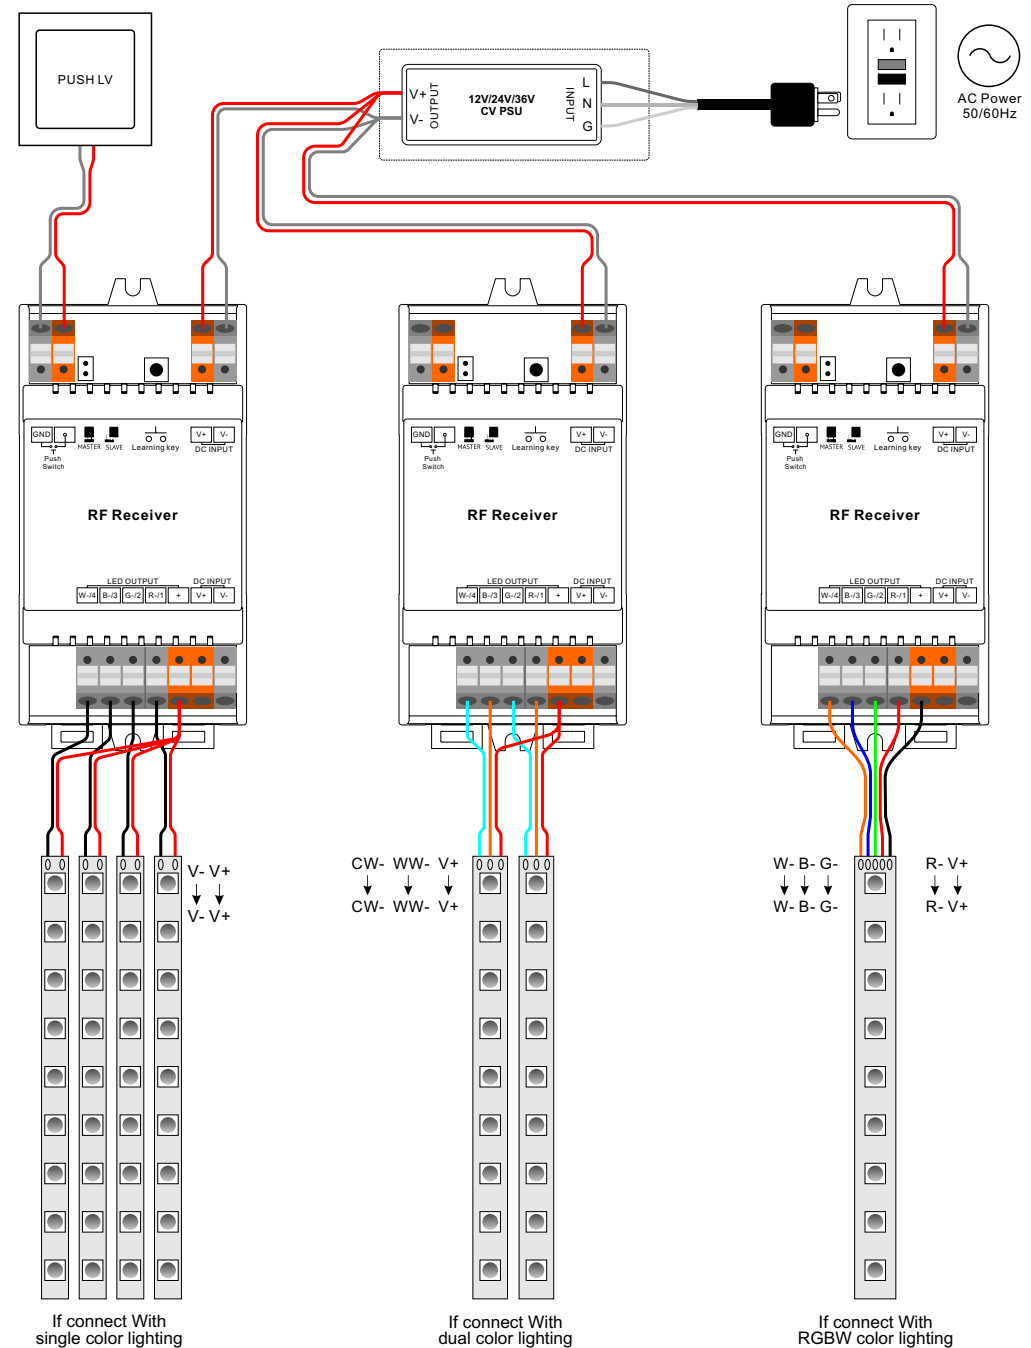 PUSH LV
V+
V-
OUTPUT
12V/24V/36V
CV PSU
INPUT
L
N
G
AC Power
50/60Hz
GND
Push
Switch
MASTER
SLAVE
Learning key
V+ V-
DC INPUT
RF Receiver
LED OUTPUT
DC INPUT
W-/4 B-/3 G-/2 R-/1 + V+ V-
GND
Push
Switch
MASTER
SLAVE
Learning key
V+ V-
DC INPUT
RF Receiver
LED OUTPUT
DC INPUT
W-/4 B-/3 G-/2 R-/1 + V+ V-
GND
Push
Switch
MASTER
SLAVE
Learning key
V+ V-
DC INPUT
RF Receiver
LED OUTPUT
DC INPUT
W-/4 B-/3 G-/2 R-/1 + V+ V-
V- V+
V- V+
CW- WW- V+
CW- WW- V+
W- B- G-
W- B- G-
R- V+
R- V+
If connect With
single color lighting
If connect With
dual color lighting
If connect With
RGBW color lighting